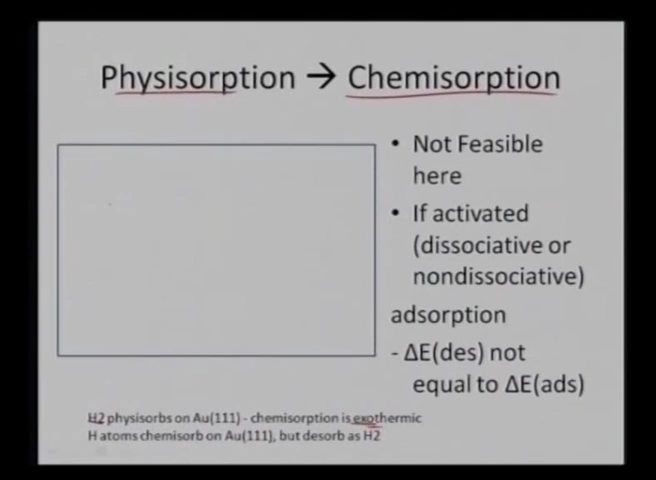 Physisorption → Chemisorption
• Not Feasible
here
• If activated
(dissociative or
nondissociative)
adsorption
- ΔE(des) not
equal to ΔE(ads)
H2 physisorbs on Au(111) - chemisorption is exothermic
H atoms chemisorb on Au(111), but desorb as H2